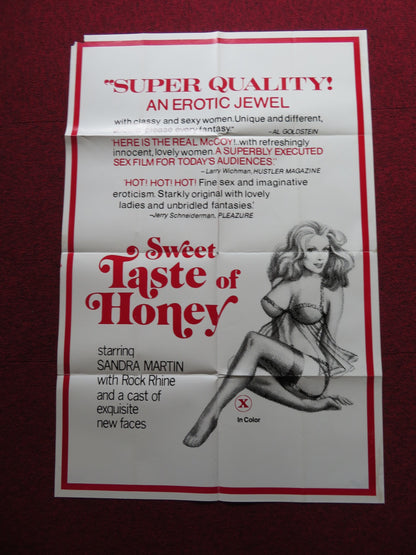 "SUPER QUALITY!
AN EROTIC JEWEL
with classy and sexy women. Unique and different,
please every fantasy."
– AL GOLDSTEIN
'HERE IS THE REAL McCOY!..with refreshingly
innocent, lovely women. A SUPERBLY EXECUTED
SEX FILM FOR TODAY'S AUDIENCES."
– Larry Wichman, HUSTLER MAGAZINE
'HOT! HOT! HOT! Fine sex and imaginative
eroticism. Starkly original with lovely
ladies and unbridled fantasies.'
–Jerry Schneiderman, PLEAZURE
Sweet
Taste of
Honey
starring
SANDRA MARTIN
with Rock Rhine
and a cast of
exquisite
new faces
X
In Color